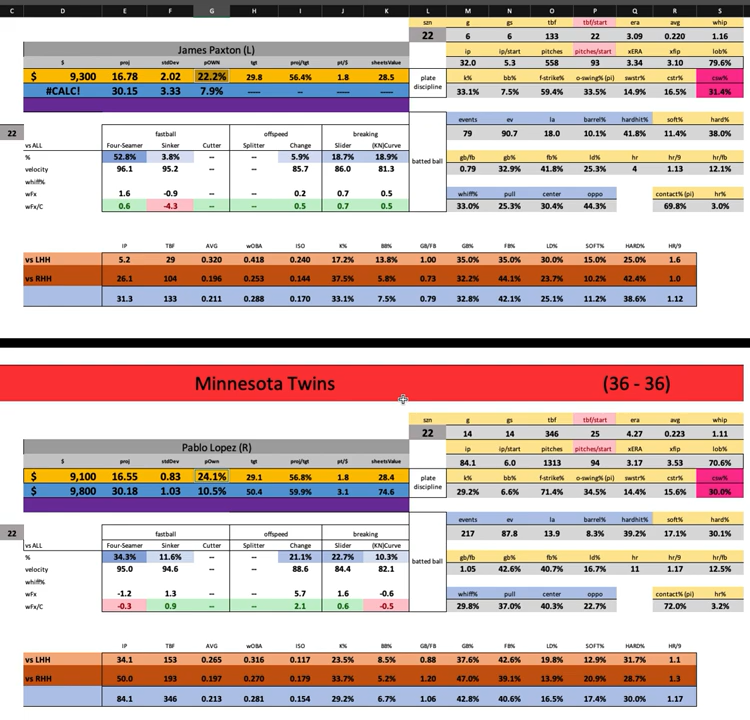 C D E F G H I J K L M N O P Q R S
szn g gs tbf tbf/start era avg whip
22 6 6 133 22 3.09 0.220 1.16
James Paxton (L) ip ip/start pitches pitches/start xERA xfip lob%
$ proj stdDev pOWN tgt proj/tgt pt/$ sheetsValue 32.0 5.3 558 93 3.34 3.10 79.6%
$ 9,300 16.78 2.02 22.2% 29.8 56.4% 1.8 28.5 plate discipline k% bb% f-strike% o-swing% (pi) swstr% cstr% csw%
#CALC! 30.15 3.33 7.9% ---- ---- -- ---- 33.1% 7.5% 59.4% 33.5% 14.9% 16.5% 31.4%
events ev la barrel% hardhit% soft% hard%
22 fastball offspeed breaking 79 90.7 18.0 10.1% 41.8% 11.4% 38.0%
vs ALL Four-Seamer Sinker Cutter Splitter Change Slider (KN)Curve
% 52.8% 3.8% -- -- 5.9% 18.7% 18.9% batted ball gb/fb gb% fb% ld% hr hr/9 hr/fb
velocity 96.1 95.2 85.7 86.0 81.3 0.79 32.9% 41.8% 25.3% 4 1.13 12.1%
whiff%
wFx 1.6 -0.9 0.2 0.7 0.5 whiff% pull center oppo contact% (pi) hr%
wFx/C 0.6 -4.3 0.5 0.7 0.5 33.0% 25.3% 30.4% 44.3% 69.8% 3.0%
IP TBF AVG wOBA ISO K% BB% GB/FB GB% FB% LD% SOFT% HARD% HR/9
vs LHH 5.2 29 0.320 0.418 0.240 17.2% 13.8% 1.00 35.0% 35.0% 30.0% 15.0% 25.0% 1.6
vs RHH 26.1 104 0.196 0.253 0.144 37.5% 5.8% 0.73 32.2% 44.1% 23.7% 10.2% 42.4% 1.0
31.3 133 0.211 0.288 0.170 33.1% 7.5% 0.79 32.8% 42.1% 25.1% 11.2% 38.6% 1.12
Minnesota Twins (36 - 36)
szn g gs tbf tbf/start era avg whip
22 14 14 346 25 4.27 0.223 1.11
Pablo Lopez (R) ip ip/start pitches pitches/start xERA xfip lob%
$ proj stdDev pOwn tgt proj/tgt pt/$ sheetsValue 84.1 6.0 1313 94 3.17 3.53 70.6%
$ 9,100 16.55 0.83 24.1% 29.1 56.8% 1.8 28.4 plate discipline k% bb% f-strike% o-swing% (pi) swstr% cstr% csw%
$ 9,800 30.18 1.03 10.5% 50.4 59.9% 3.1 74.6 29.2% 6.6% 71.4% 34.5% 14.4% 15.6% 30.0%
events ev la barrel% hardhit% soft% hard%
22 fastball offspeed breaking 217 87.8 13.9 8.3% 39.2% 17.1% 30.1%
vs ALL Four-Seamer Sinker Cutter Splitter Change Slider (KN)Curve
% 34.3% 11.6% -- -- 21.1% 22.7% 10.3% batted ball gb/fb gb% fb% ld% hr hr/9 hr/fb
velocity 95.0 94.6 88.6 84.4 82.1 1.05 42.6% 40.7% 16.7% 11 1.17 12.5%
whiff%
wFx -1.2 1.3 5.7 1.6 -0.6 whiff% pull center oppo contact% (pi) hr%
wFx/C -0.3 0.9 2.1 0.6 -0.5 29.8% 37.0% 40.3% 22.7% 72.0% 3.2%
IP TBF AVG wOBA ISO K% BB% GB/FB GB% FB% LD% SOFT% HARD% HR/9
vs LHH 34.1 153 0.265 0.316 0.117 23.5% 8.5% 0.88 37.6% 42.6% 19.8% 12.9% 31.7% 1.1
vs RHH 50.0 193 0.197 0.270 0.179 33.7% 5.2% 1.20 47.0% 39.1% 13.9% 20.9% 28.7% 1.3
84.1 346 0.213 0.281 0.154 29.2% 6.7% 1.06 42.8% 40.6% 16.5% 17.4% 30.0% 1.17